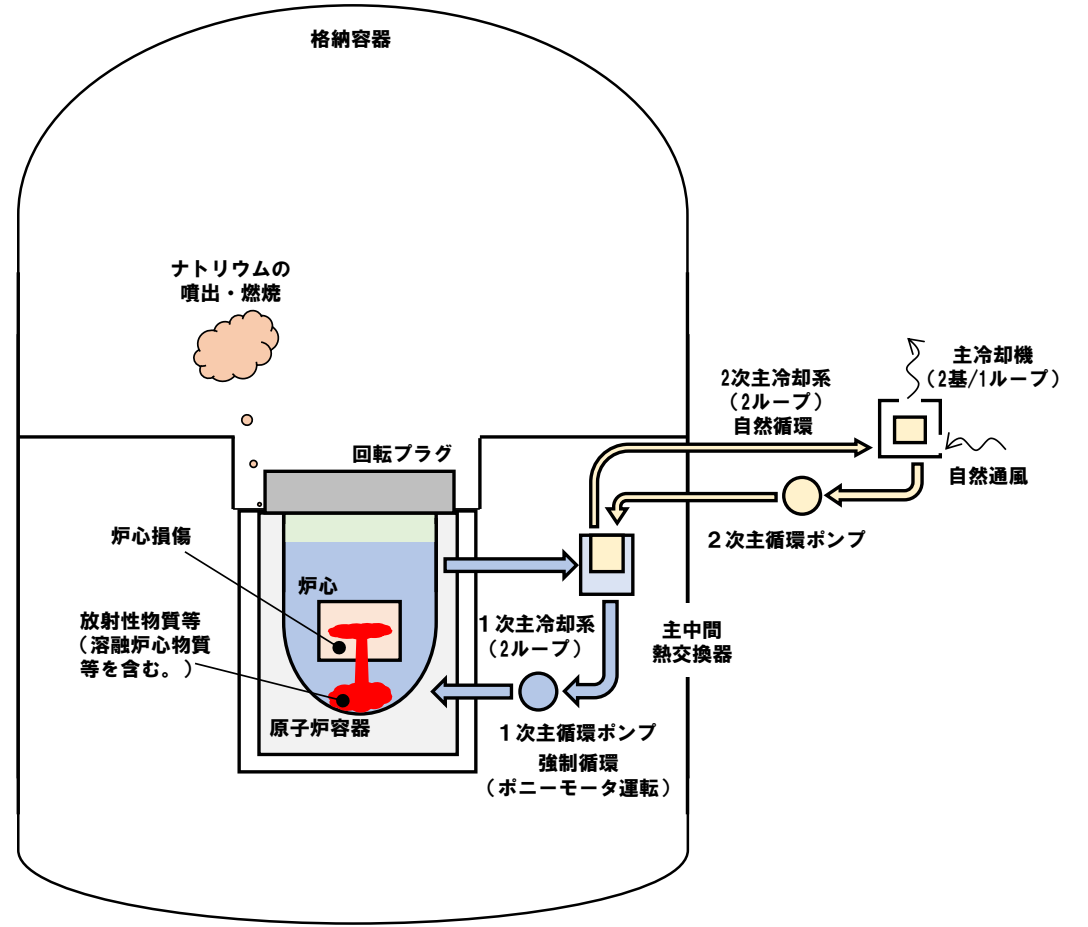 格納容器
ナトリウムの
噴出・燃焼
主冷却機
（2基/1ループ）
2次主冷却系
（2ループ）
自然循環
回転プラグ
自然通風
炉心損傷
２次主循環ポンプ
炉心
放射性物質等
（溶融炉心物質
等を含む。）
１次主冷却系
（2ループ）
主中間
熱交換器
原子炉容器
１次主循環ポンプ
強制循環
（ポニーモータ運転）